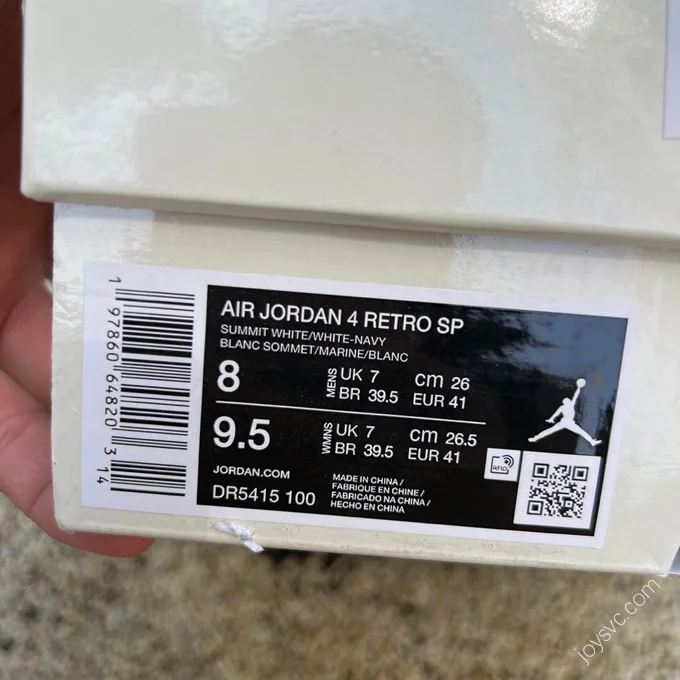 AIR JORDAN 4 RETRO SP
SUMMIT WHITE/WHITE-NAVY
BLANC SOMMET/MARINE/BLANC
8
MENS
UK 7 cm 26
BR 39.5 EUR 41
9.5
WMNS
UK 7 cm 26.5
BR 39.5 EUR 41
JORDAN.COM
DR5415 100
MADE IN CHINA /
FABRIQUE EN CHINE /
FABRICADO NA CHINA /
HECHO EN CHINA
RFID
1 97860 64820 3 14
joysvc.com